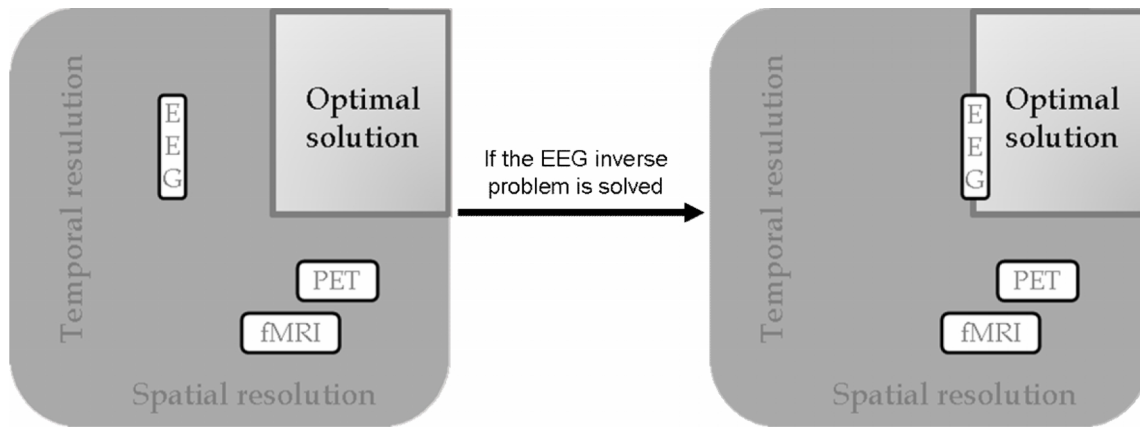 Temporal resulution
E
E
G
Optimal
solution
PET
fMRI
Spatial resolution
If the EEG inverse
problem is solved
Temporal resulution
E
E
G
Optimal
solution
PET
fMRI
Spatial resolution